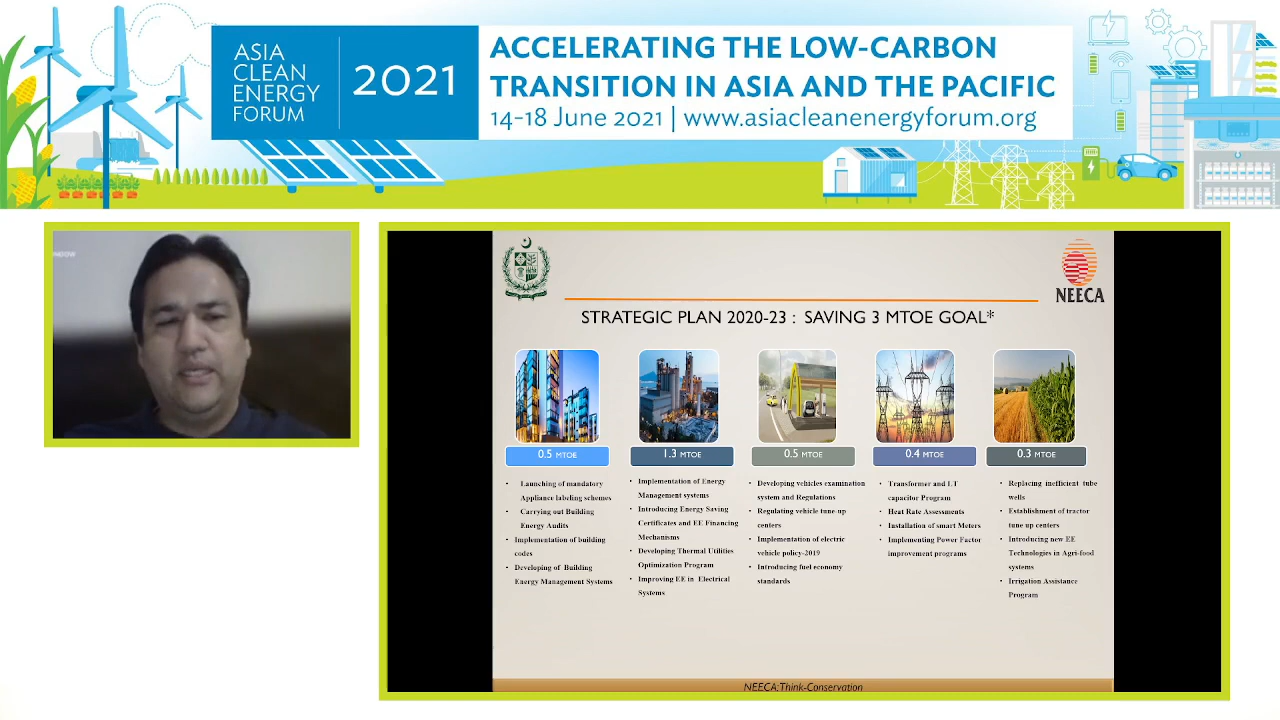 ASIA
CLEAN
ENERGY
FORUM
2021
ACCELERATING THE LOW-CARBON
TRANSITION IN ASIA AND THE PACIFIC
14-18 June 2021 | www.asiacleanenergyforum.org
NEECA
STRATEGIC PLAN 2020-23 : SAVING 3 MTOE GOAL*
0.5 MTOE
• Launching of mandatory
Appliance labeling schemes
• Carrying out Building
Energy Audits
• Implementation of building
codes
• Developing of Building
Energy Management Systems
1.3 MTOE
• Implementation of Energy
Management systems
• Introducing Energy Saving
Certificates and EE Financing
Mechanisms
• Developing Thermal Utilities
Optimization Program
• Improving EE in Electrical
Systems
0.5 MTOE
• Developing vehicles examination
system and Regulations
• Regulating vehicle tune-up
centers
• Implementation of electric
vehicle policy-2019
• Introducing fuel economy
standards
0.4 MTOE
• Transformer and LT
capacitor Program
• Heat Rate Assessments
• Installation of smart Meters
• Implementing Power Factor
improvement programs
0.3 MTOE
• Replacing inefficient tube
wells
• Establishment of tractor
tune up centers
• Introducing new EE
Technologies in Agri-food
systems
• Irrigation Assistance
Program
NEECA:Think-Conservation